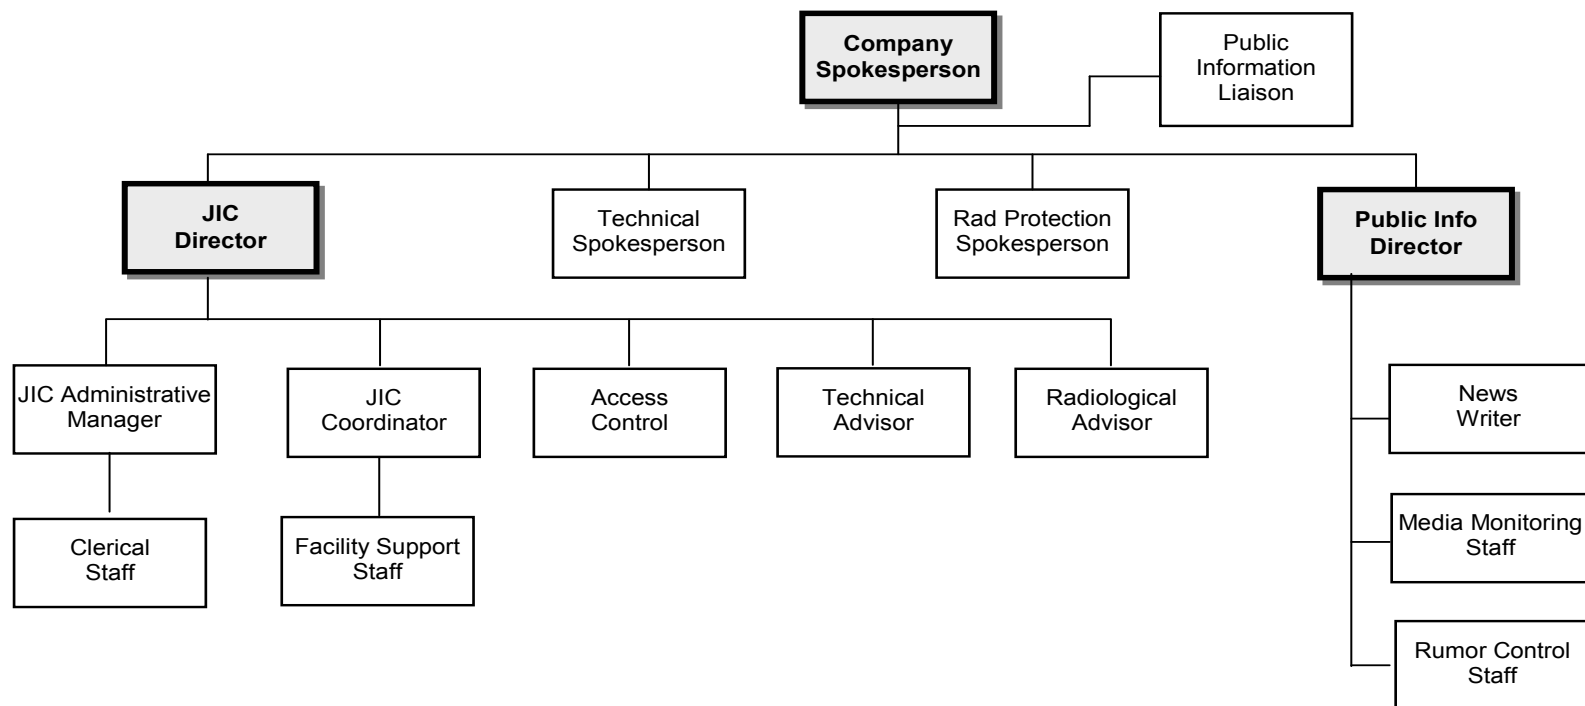 Company
Spokesperson
Public
Information
Liaison
JIC
Director
Technical
Spokesperson
Rad Protection
Spokesperson
Public Info
Director
JIC Administrative
Manager
JIC
Coordinator
Access
Control
Technical
Advisor
Radiological
Advisor
News
Writer
Clerical
Staff
Facility Support
Staff
Media Monitoring
Staff
Rumor Control
Staff